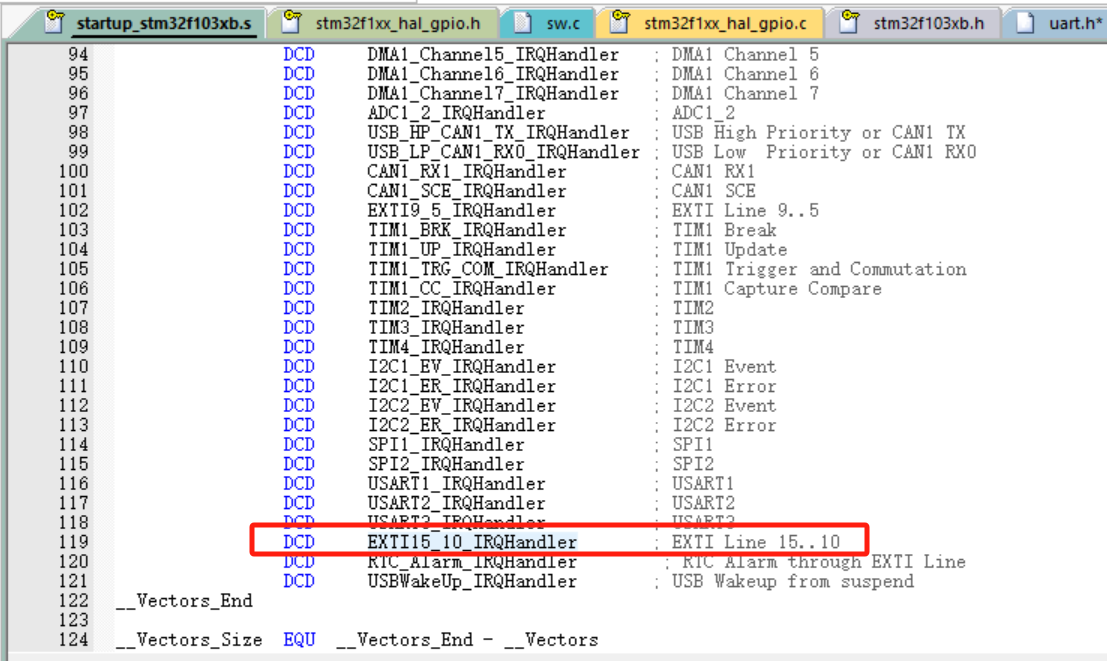 startup_stm32f103xb.s stm32f1xx_hal_gpio.h sw.c stm32f1xx_hal_gpio.c stm32f103xb.h uart.h*
94 DCD DMA1_Channel5_IRQHandler ; DMA1 Channel 5
95 DCD DMA1_Channel6_IRQHandler ; DMA1 Channel 6
96 DCD DMA1_Channel7_IRQHandler ; DMA1 Channel 7
97 DCD ADC1_2_IRQHandler ; ADC1_2
98 DCD USB_HP_CAN1_TX_IRQHandler ; USB High Priority or CAN1 TX
99 DCD USB_LP_CAN1_RX0_IRQHandler ; USB Low  Priority or CAN1 RX0
100 DCD CAN1_RX1_IRQHandler ; CAN1 RX1
101 DCD CAN1_SCE_IRQHandler ; CAN1 SCE
102 DCD EXTI9_5_IRQHandler ; EXTI Line 9..5
103 DCD TIM1_BRK_IRQHandler ; TIM1 Break
104 DCD TIM1_UP_IRQHandler ; TIM1 Update
105 DCD TIM1_TRG_COM_IRQHandler ; TIM1 Trigger and Commutation
106 DCD TIM1_CC_IRQHandler ; TIM1 Capture Compare
107 DCD TIM2_IRQHandler ; TIM2
108 DCD TIM3_IRQHandler ; TIM3
109 DCD TIM4_IRQHandler ; TIM4
110 DCD I2C1_EV_IRQHandler ; I2C1 Event
111 DCD I2C1_ER_IRQHandler ; I2C1 Error
112 DCD I2C2_EV_IRQHandler ; I2C2 Event
113 DCD I2C2_ER_IRQHandler ; I2C2 Error
114 DCD SPI1_IRQHandler ; SPI1
115 DCD SPI2_IRQHandler ; SPI2
116 DCD USART1_IRQHandler ; USART1
117 DCD USART2_IRQHandler ; USART2
118 DCD USART3_IRQHandler ; USART3
119 DCD EXTI15_10_IRQHandler ; EXTI Line 15..10
120 DCD RTC_Alarm_IRQHandler ; RTC Alarm through EXTI Line
121 DCD USBWakeUp_IRQHandler ; USB Wakeup from suspend
122 __Vectors_End
123
124 __Vectors_Size EQU __Vectors_End - __Vectors